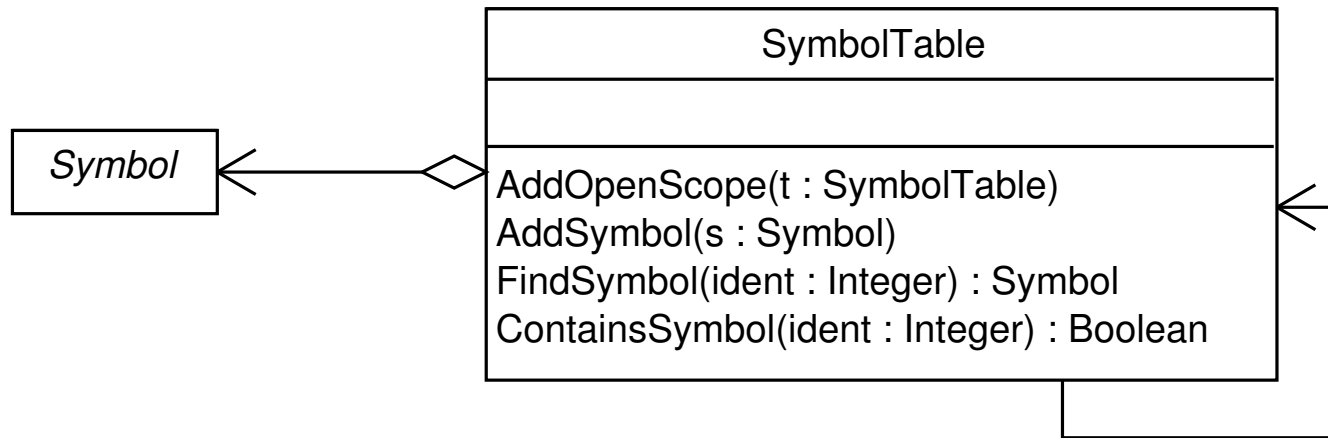 SymbolTable
Symbol
AddOpenScope(t : SymbolTable)
AddSymbol(s : Symbol)
FindSymbol(ident : Integer) : Symbol
ContainsSymbol(ident : Integer) : Boolean